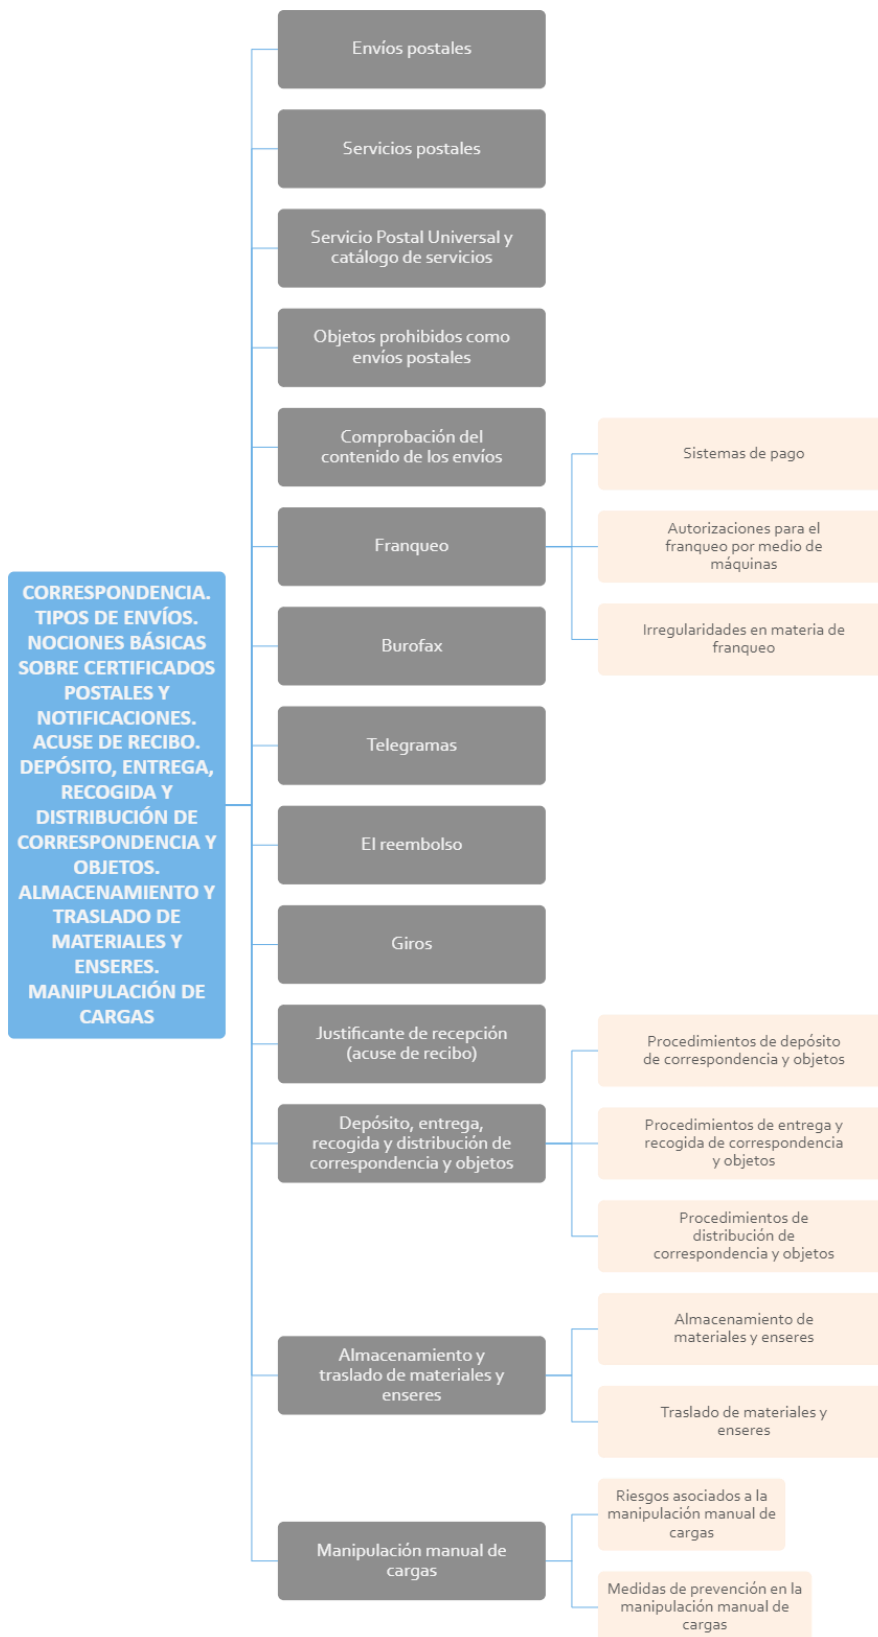 CORRESPONDENCIA.
TIPOS DE ENVÍOS.
NOCIONES BÁSICAS
SOBRE CERTIFICADOS
POSTALES Y
NOTIFICACIONES.
ACUSE DE RECIBO.
DEPÓSITO, ENTREGA,
RECOGIDA Y
DISTRIBUCIÓN DE
CORRESPONDENCIA Y
OBJETOS.
ALMACENAMIENTO Y
TRASLADO DE
MATERIALES Y
ENSERES.
MANIPULACIÓN DE
CARGAS
Envíos postales
Servicios postales
Servicio Postal Universal y
catálogo de servicios
Objetos prohibidos como
envíos postales
Comprobación del
contenido de los envíos
Franqueo
Sistemas de pago
Autorizaciones para el
franqueo por medio de
máquinas
Irregularidades en materia de
franqueo
Burofax
Telegramas
El reembolso
Giros
Justificante de recepción
(acuse de recibo)
Depósito, entrega,
recogida y distribución de
correspondencia y objetos
Procedimientos de depósito
de correspondencia y objetos
Procedimientos de entrega y
recogida de correspondencia
y objetos
Procedimientos de
distribución de
correspondencia y objetos
Almacenamiento y
traslado de materiales y
enseres
Almacenamiento de
materiales y enseres
Traslado de materiales y
enseres
Manipulación manual de
cargas
Riesgos asociados a la
manipulación manual de
cargas
Medidas de prevención en la
manipulación manual de
cargas